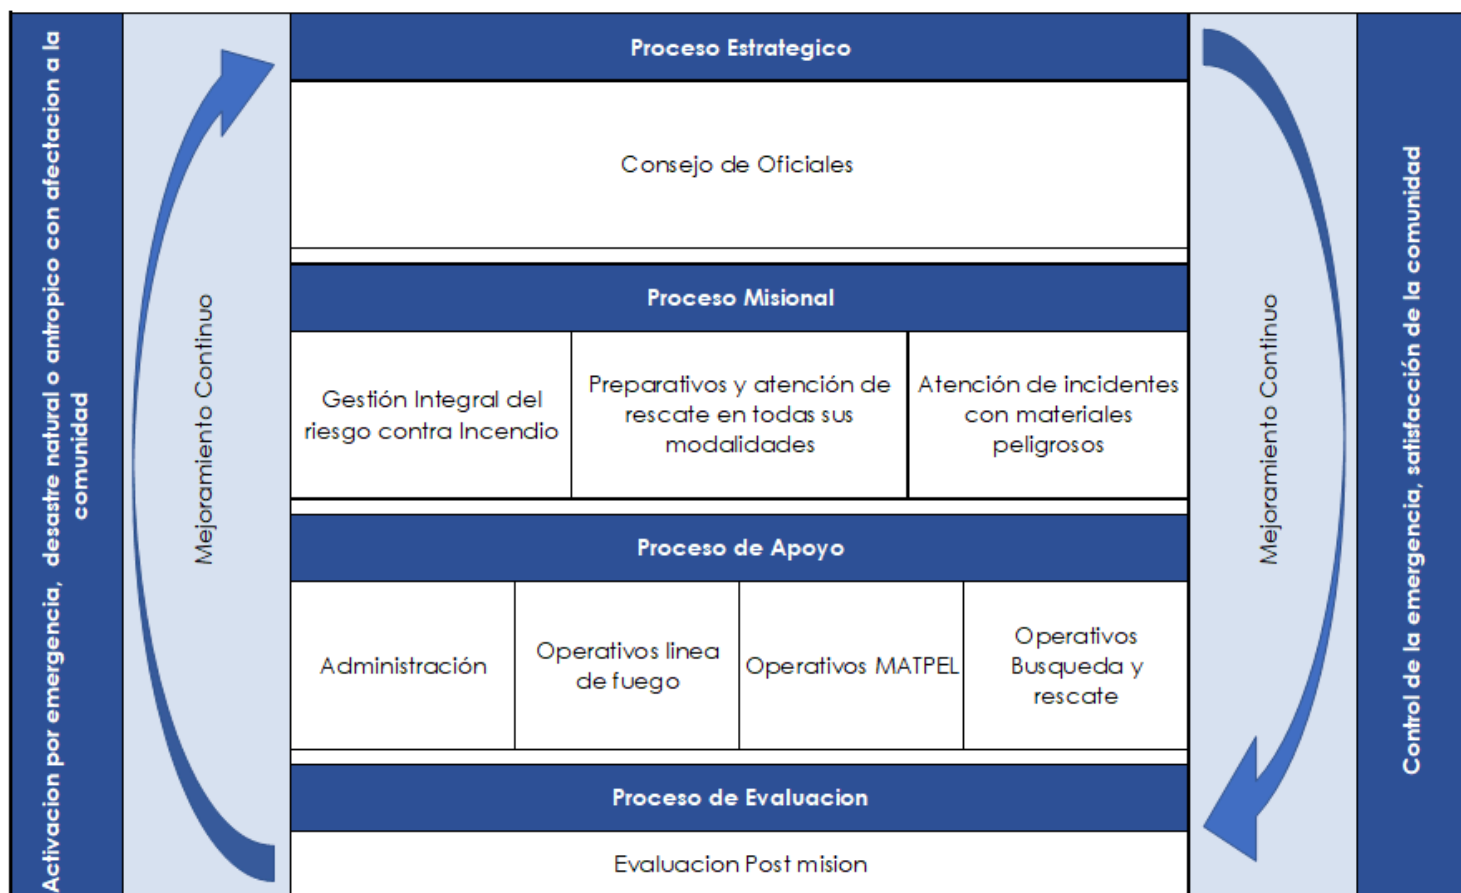 Activacion por emergencia, desastre natural o antropico con afectacion a la
comunidad
Mejoramiento Continuo
Proceso Estrategico
Consejo de Oficiales
Proceso Misional
Gestión Integral del
riesgo contra Incendio
Preparativos y atención de
rescate en todas sus
modalidades
Atención de incidentes
con materiales
peligrosos
Proceso de Apoyo
Administración
Operativos linea
de fuego
Operativos MATPEL
Operativos
Busqueda y
rescate
Proceso de Evaluacion
Evaluacion Post mision
Mejoramiento Continuo
Control de la emergencia, satisfacción de la comunidad